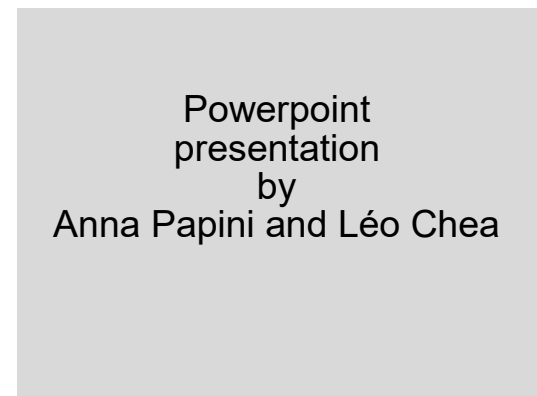 Powerpoint
presentation
by
Anna Papini and Léo Chea